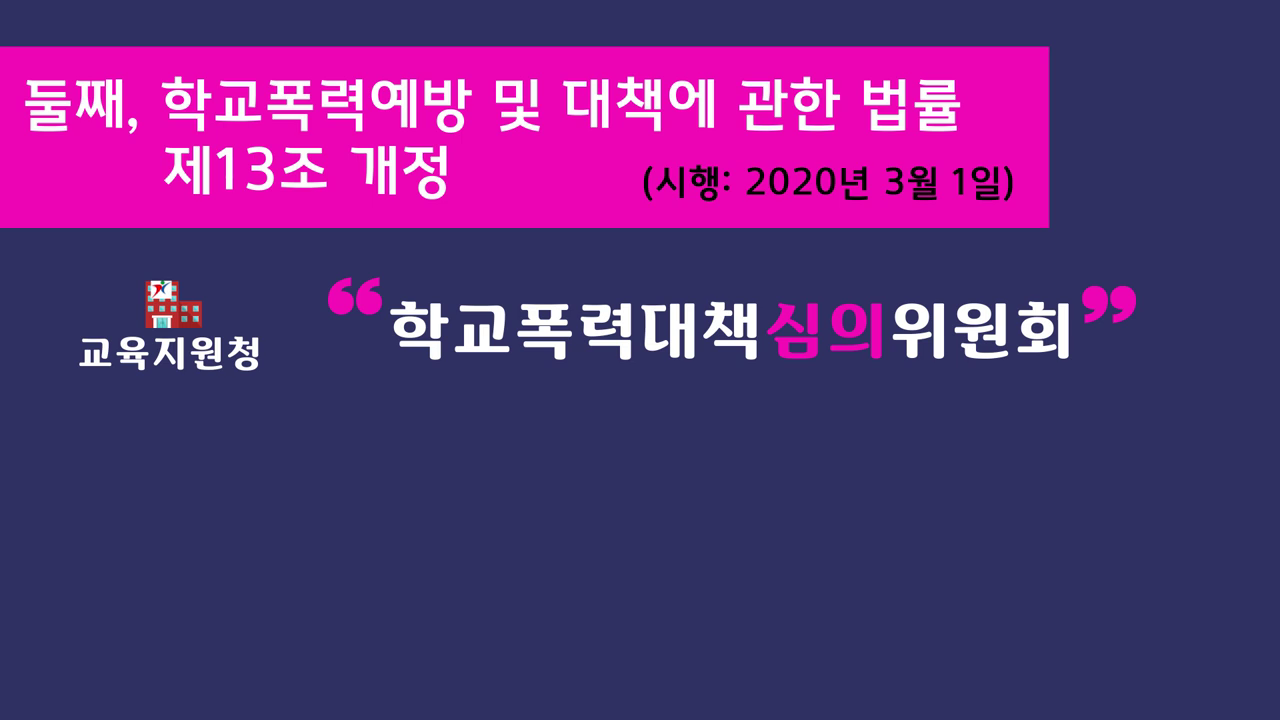 둘째, 학교폭력예방 및 대책에 관한 법률
제13조 개정
(시행: 2020년 3월 1일)
교육지원청
“학교폭력대책심의위원회”